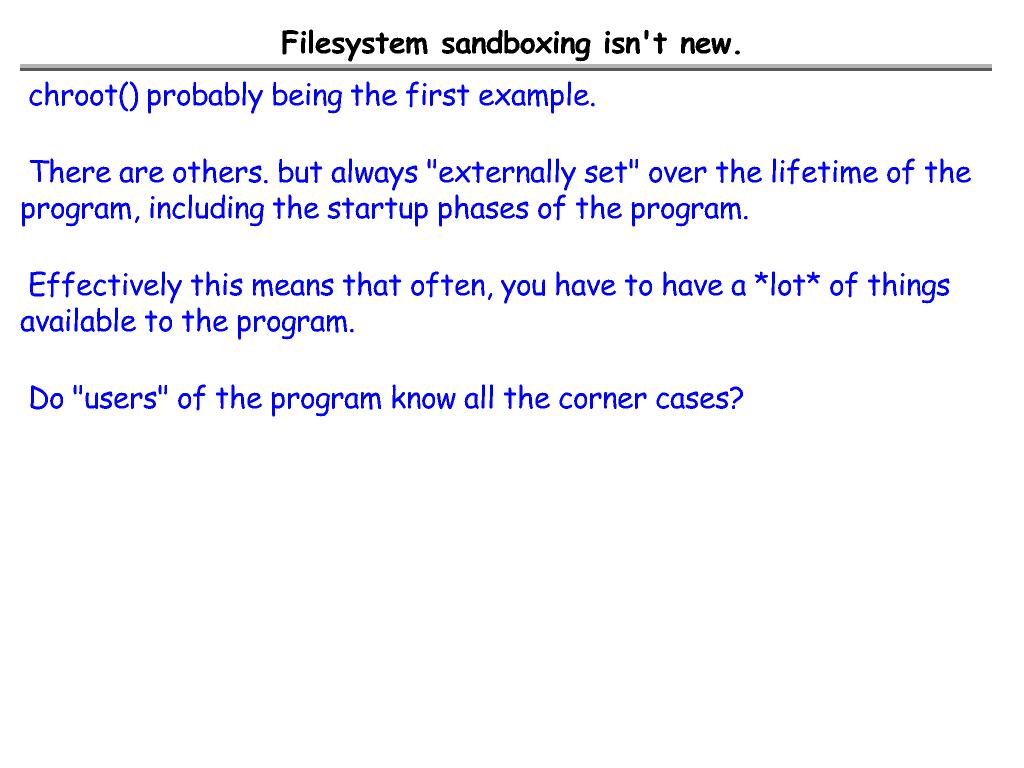 Filesystem sandboxing isn't new.
chroot() probably being the first example.
There are others. but always "externally set" over the lifetime of the
program, including the startup phases of the program.
Effectively this means that often, you have to have a *lot* of things
available to the program.
Do "users" of the program know all the corner cases?